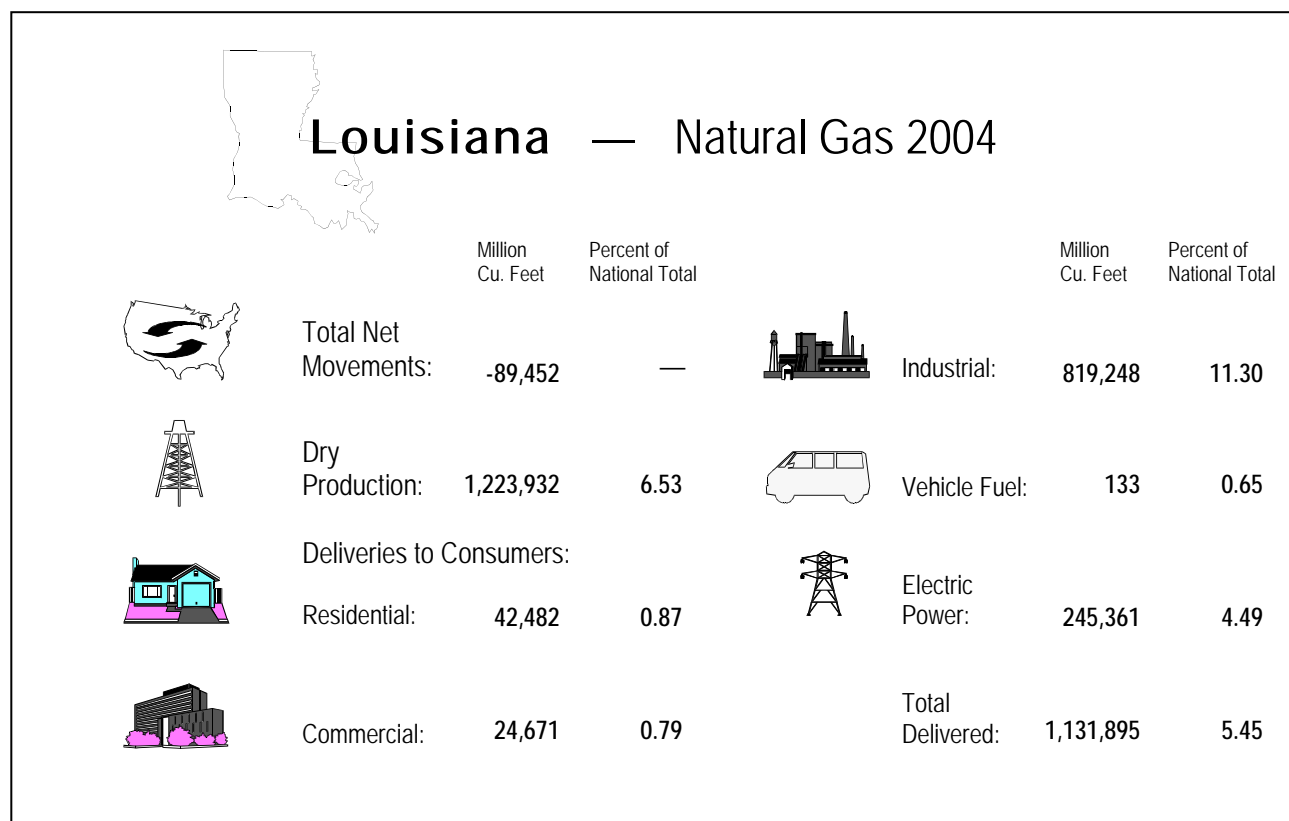 Louisiana — Natural Gas 2004
Million
Cu. Feet
Percent of
National Total
Total Net
Movements: -89,452 —
Dry
Production: 1,223,932 6.53
Deliveries to Consumers:
Residential: 42,482 0.87
Commercial: 24,671 0.79
Million
Cu. Feet
Percent of
National Total
Industrial: 819,248 11.30
Vehicle Fuel: 133 0.65
Electric
Power: 245,361 4.49
Total
Delivered: 1,131,895 5.45